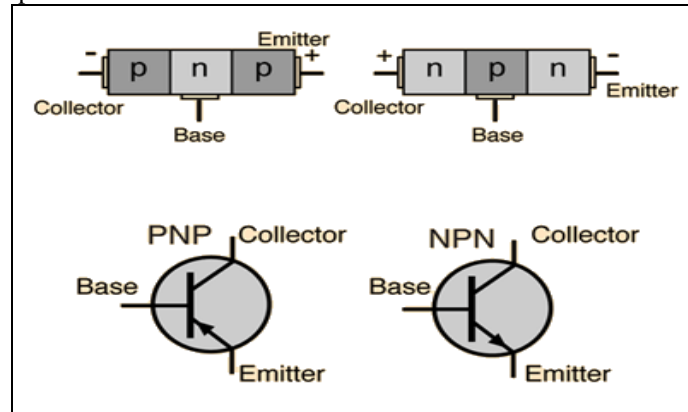 Emitter
- p n p +
Collector
Base
+ n p n -
Collector Emitter
Base
PNP Collector
Base
Emitter
NPN Collector
Base
Emitter